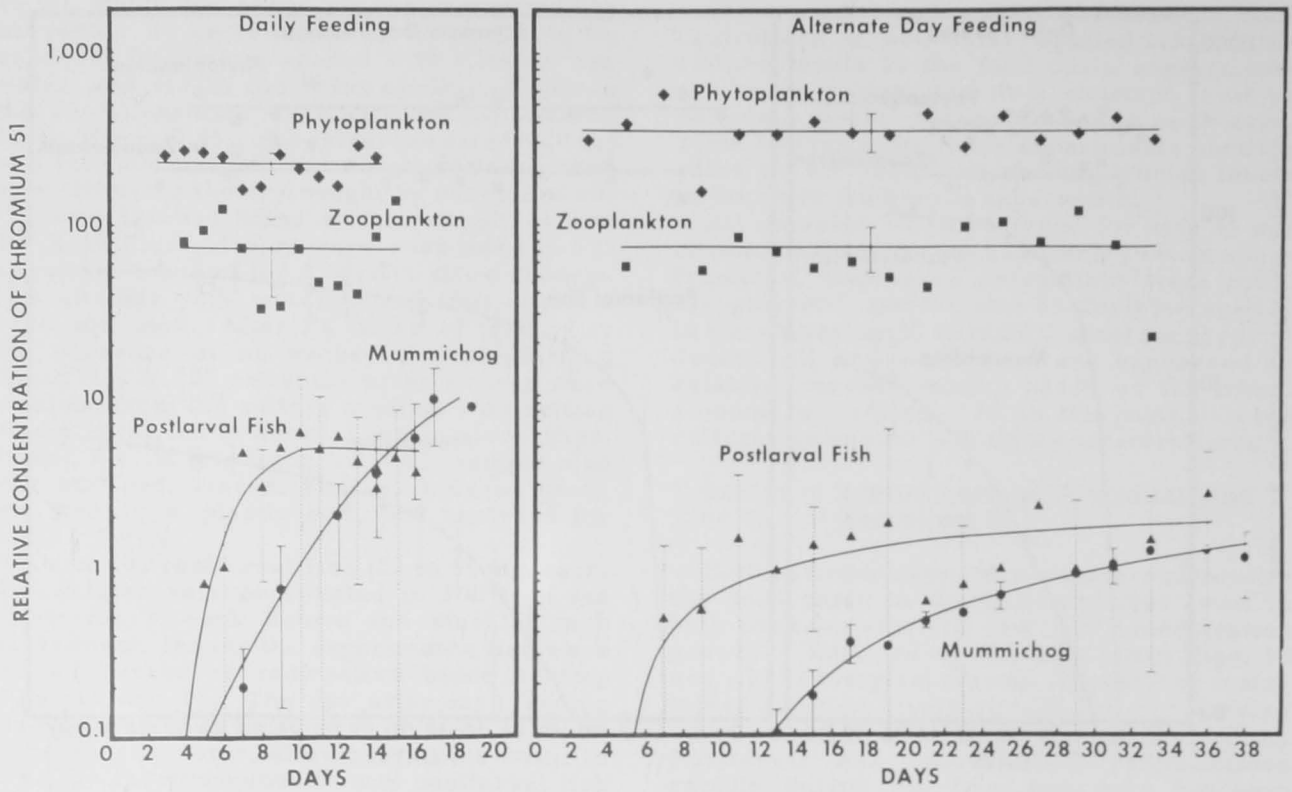 Daily Feeding
Alternate Day Feeding
RELATIVE CONCENTRATION OF CHROMIUM 51
1,000
100
10
1
0.1
Phytoplankton
Zooplankton
Mummichog
Postlarval Fish
0 2 4 6 8 10 12 14 16 18 20
DAYS
Phytoplankton
Zooplankton
Postlarval Fish
Mummichog
0 2 4 6 8 10 12 14 16 18 20 22 24 26 28 30 32 34 36 38
DAYS